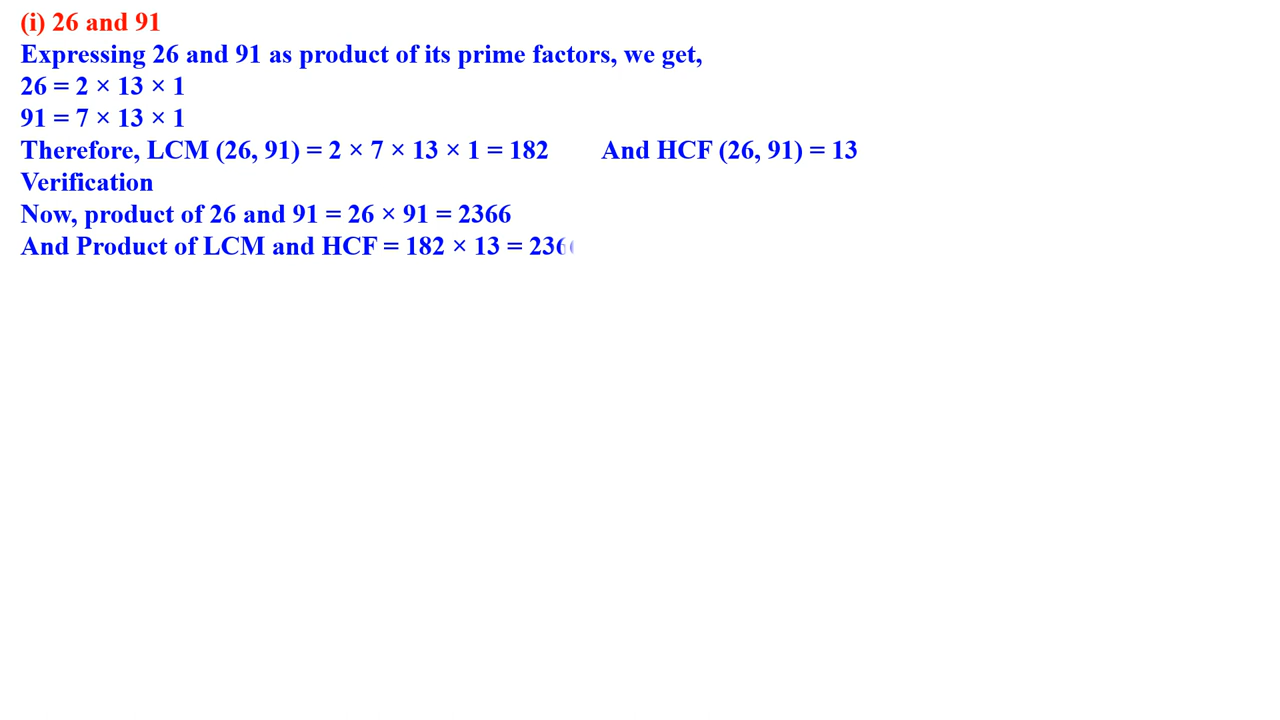 (i) 26 and 91
Expressing 26 and 91 as product of its prime factors, we get,
26 = 2 × 13 × 1
91 = 7 × 13 × 1
Therefore, LCM (26, 91) = 2 × 7 × 13 × 1 = 182 And HCF (26, 91) = 13
Verification
Now, product of 26 and 91 = 26 × 91 = 2366
And Product of LCM and HCF = 182 × 13 =